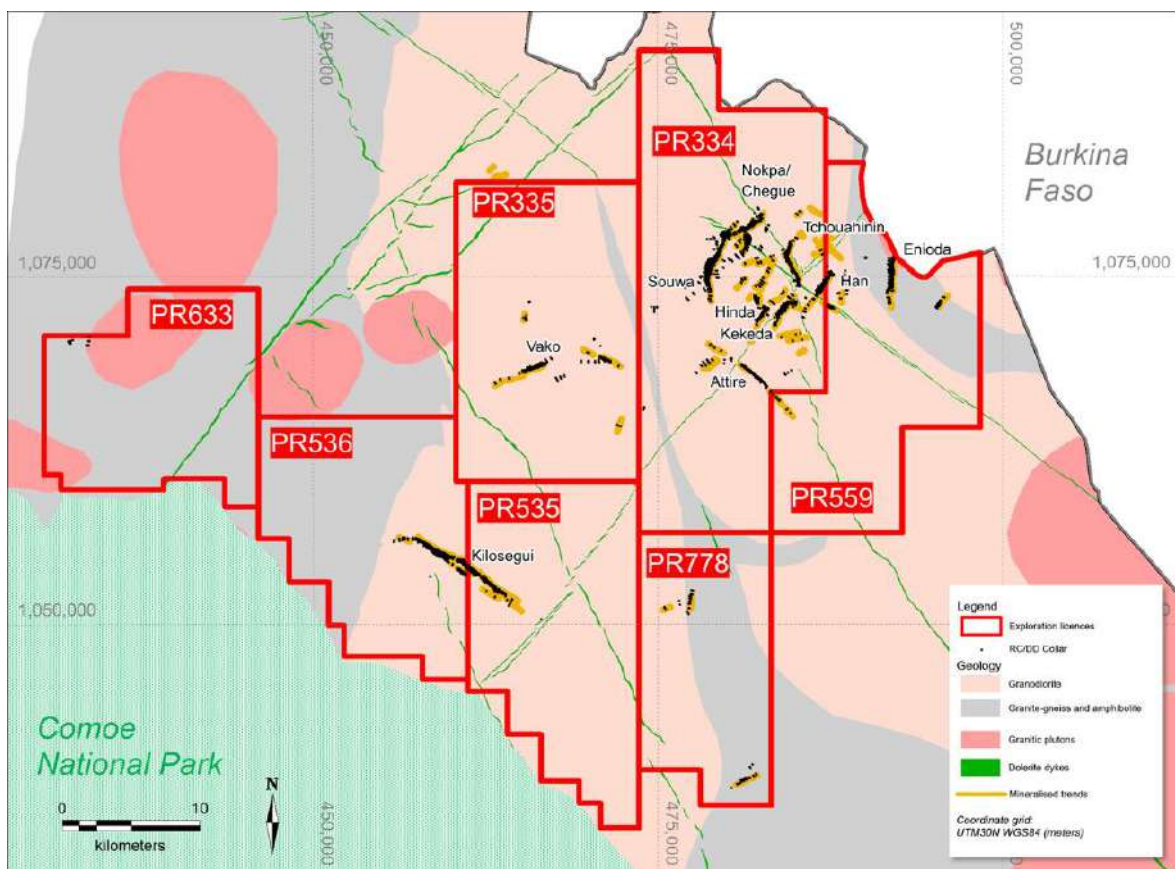 450,000
475,000
500,000
PR334
Burkina
Faso
Nokpa/
Chegue
PR335
Tchouahinin
Enioda
1,075,000
Souwa
Han
1,075,000
PR633
Hinda
Kekeda
Vako
Attire
PR536
PR535
PR559
Kilosegui
PR778
1,050,000
1,050,000
Legend
Exploration licences
RC/DD Collar
Geology
Granodiorite
Granite-gneiss and amphibolite
Granitic plutons
Dolerite dykes
Mineralised trends
Coordinate grid:
UTM30N WGS84 (meters)
Comoe
National Park
N
0 10
kilometers
450,000
475,000